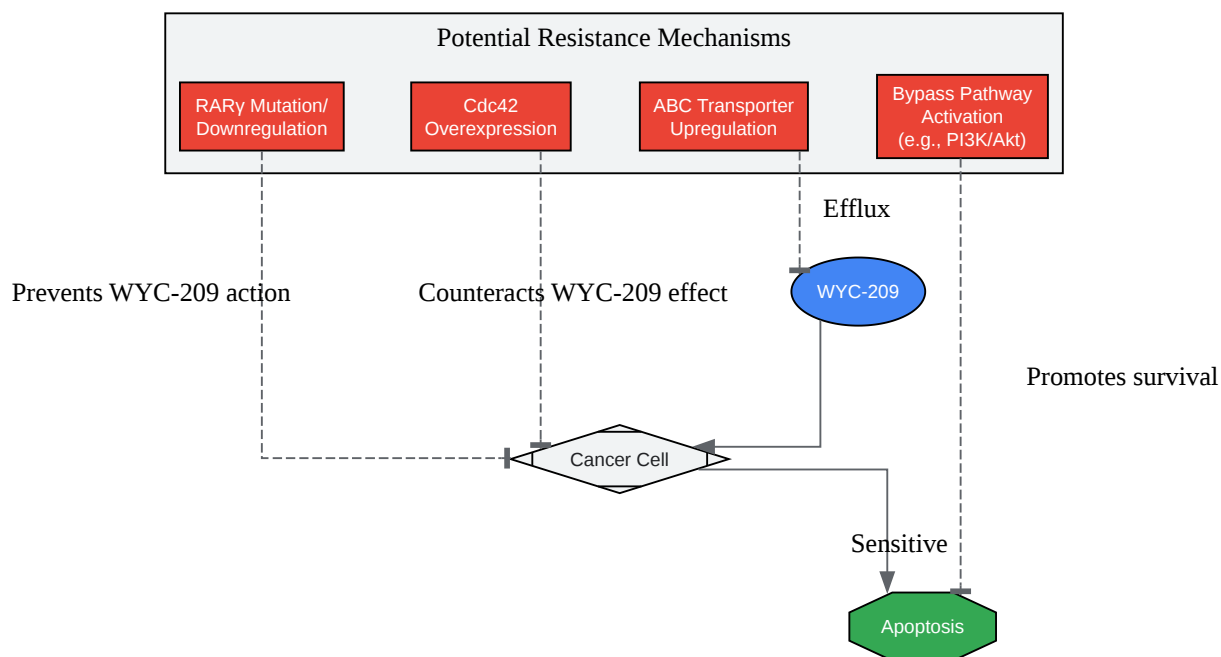 Potential Resistance Mechanisms
RARγ Mutation/
Downregulation
Cdc42
Overexpression
ABC Transporter
Upregulation
Bypass Pathway
Activation
(e.g., PI3K/Akt)
Efflux
Prevents WYC-209 action
Counteracts WYC-209 effect
WYC-209
Promotes survival
Cancer Cell
Sensitive
Apoptosis